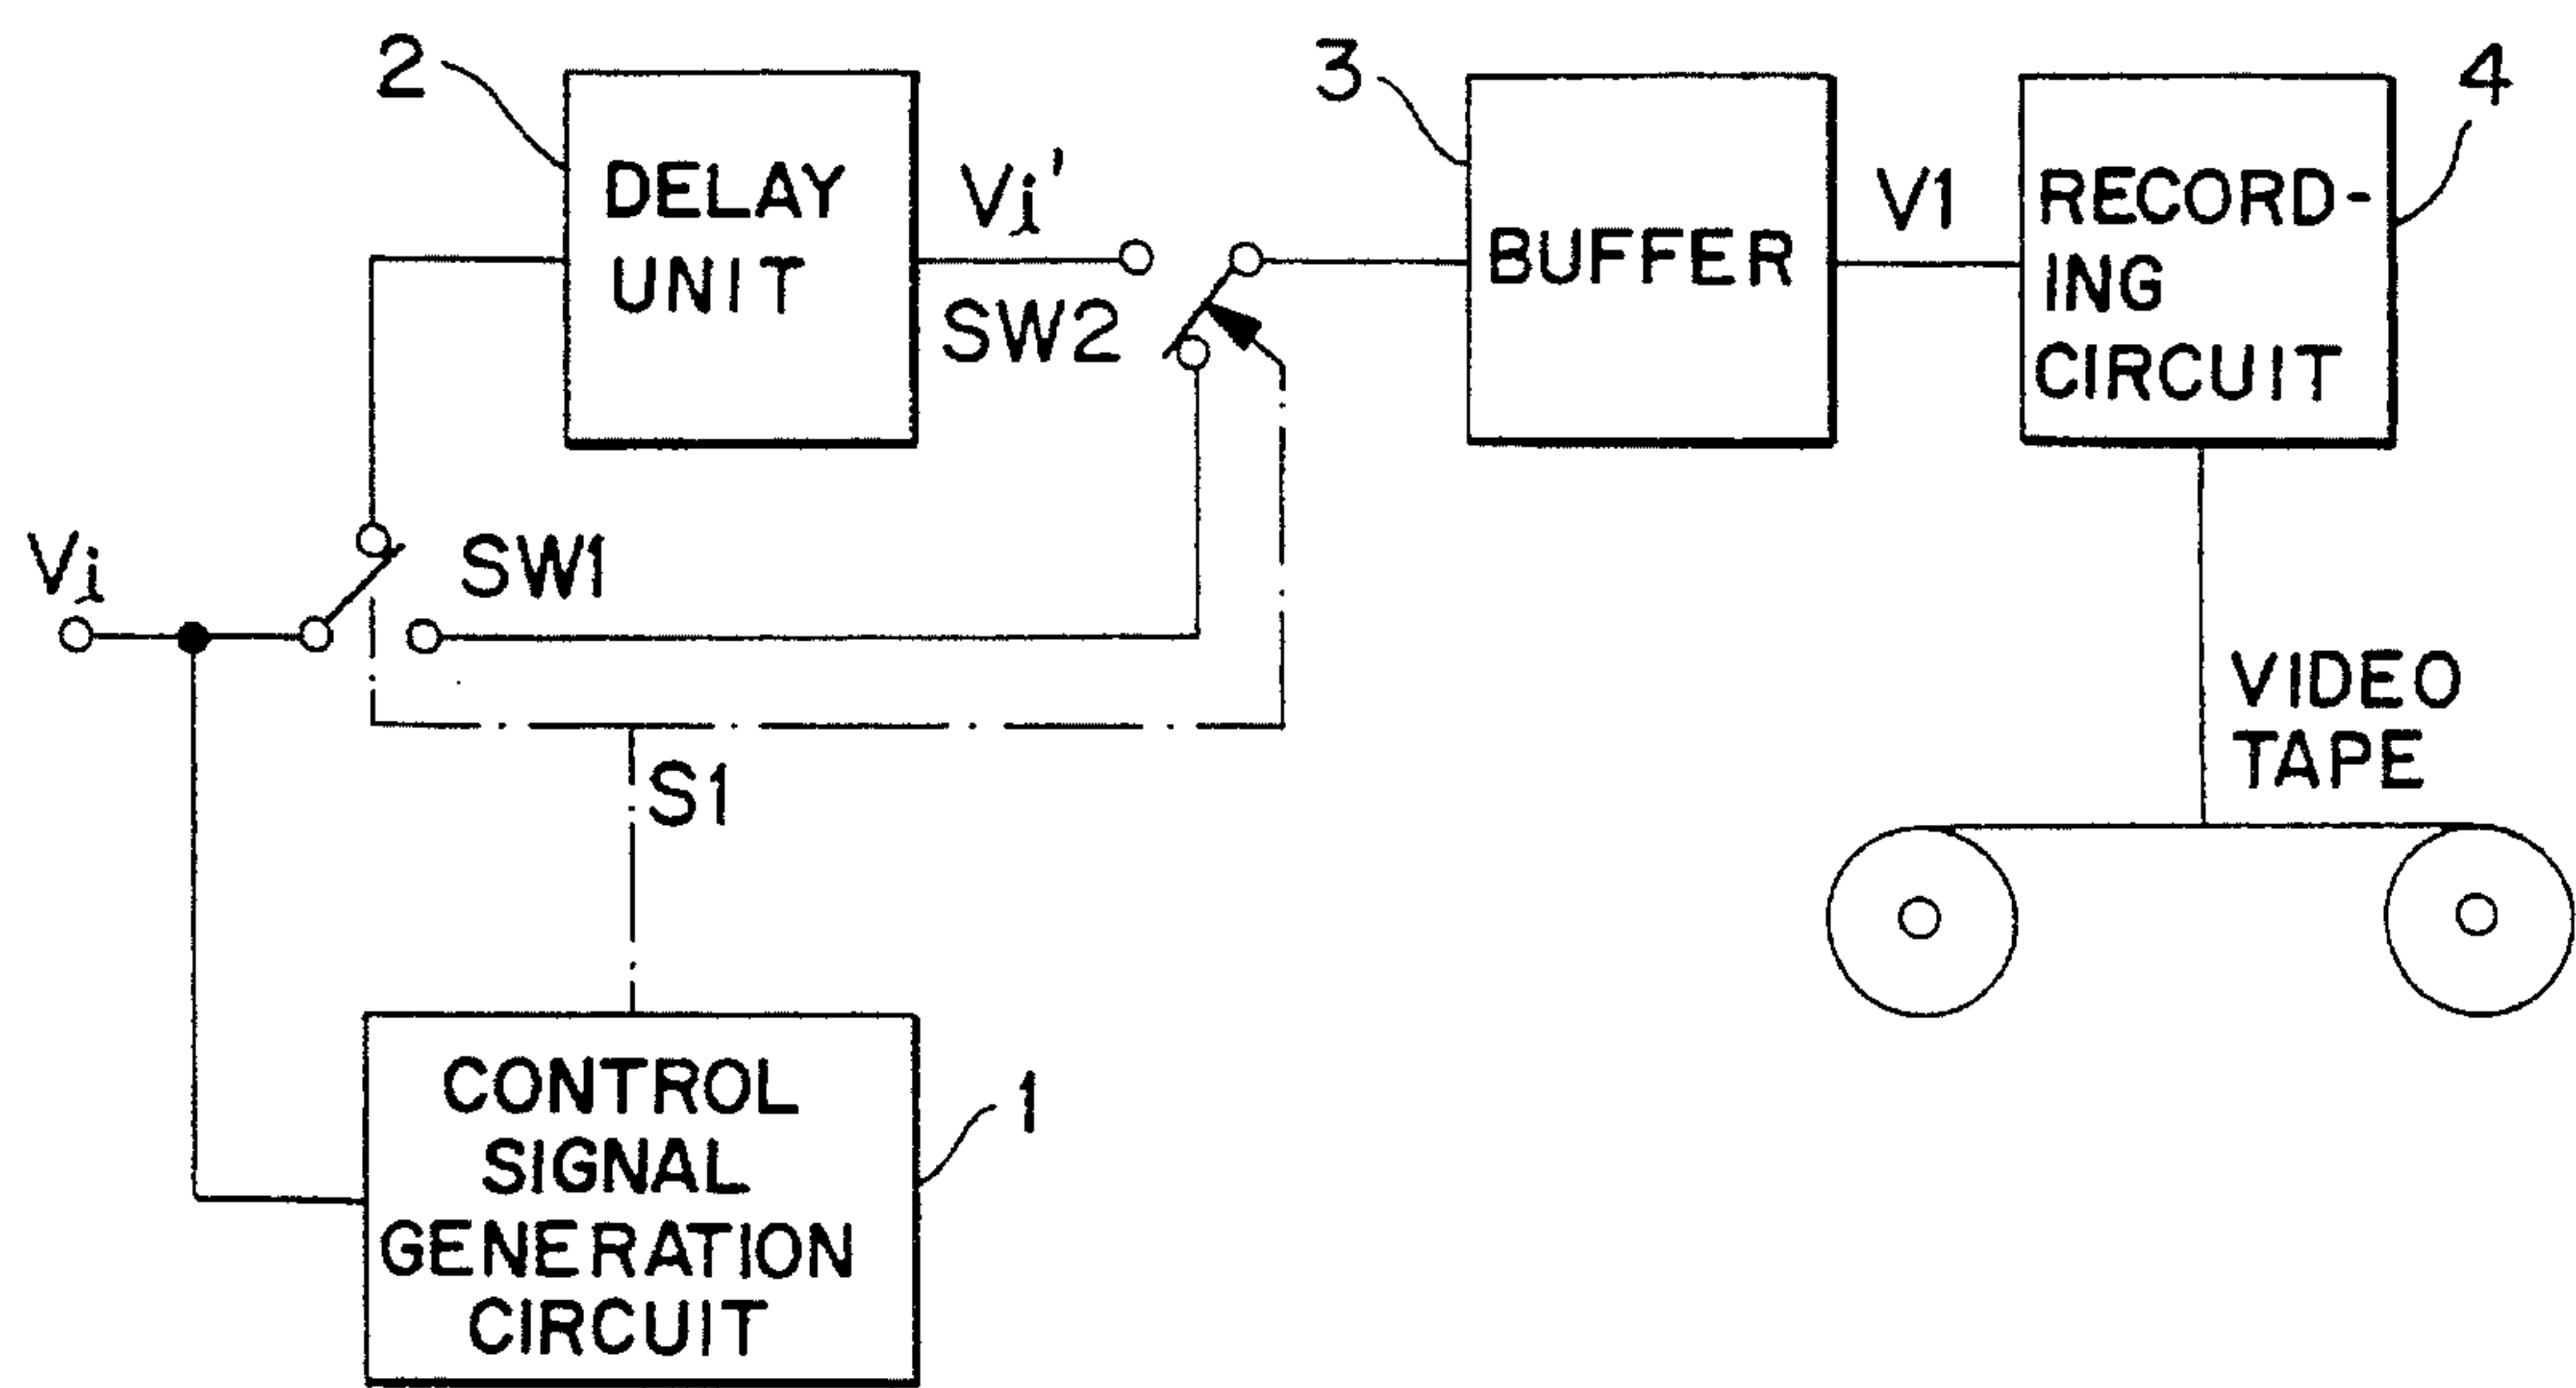 2
DELAY
UNIT
Vi'
SW2
3
BUFFER
V1
4
RECORD-
ING
CIRCUIT
Vi
SW1
S1
VIDEO
TAPE
CONTROL
SIGNAL
GENERATION
CIRCUIT
1